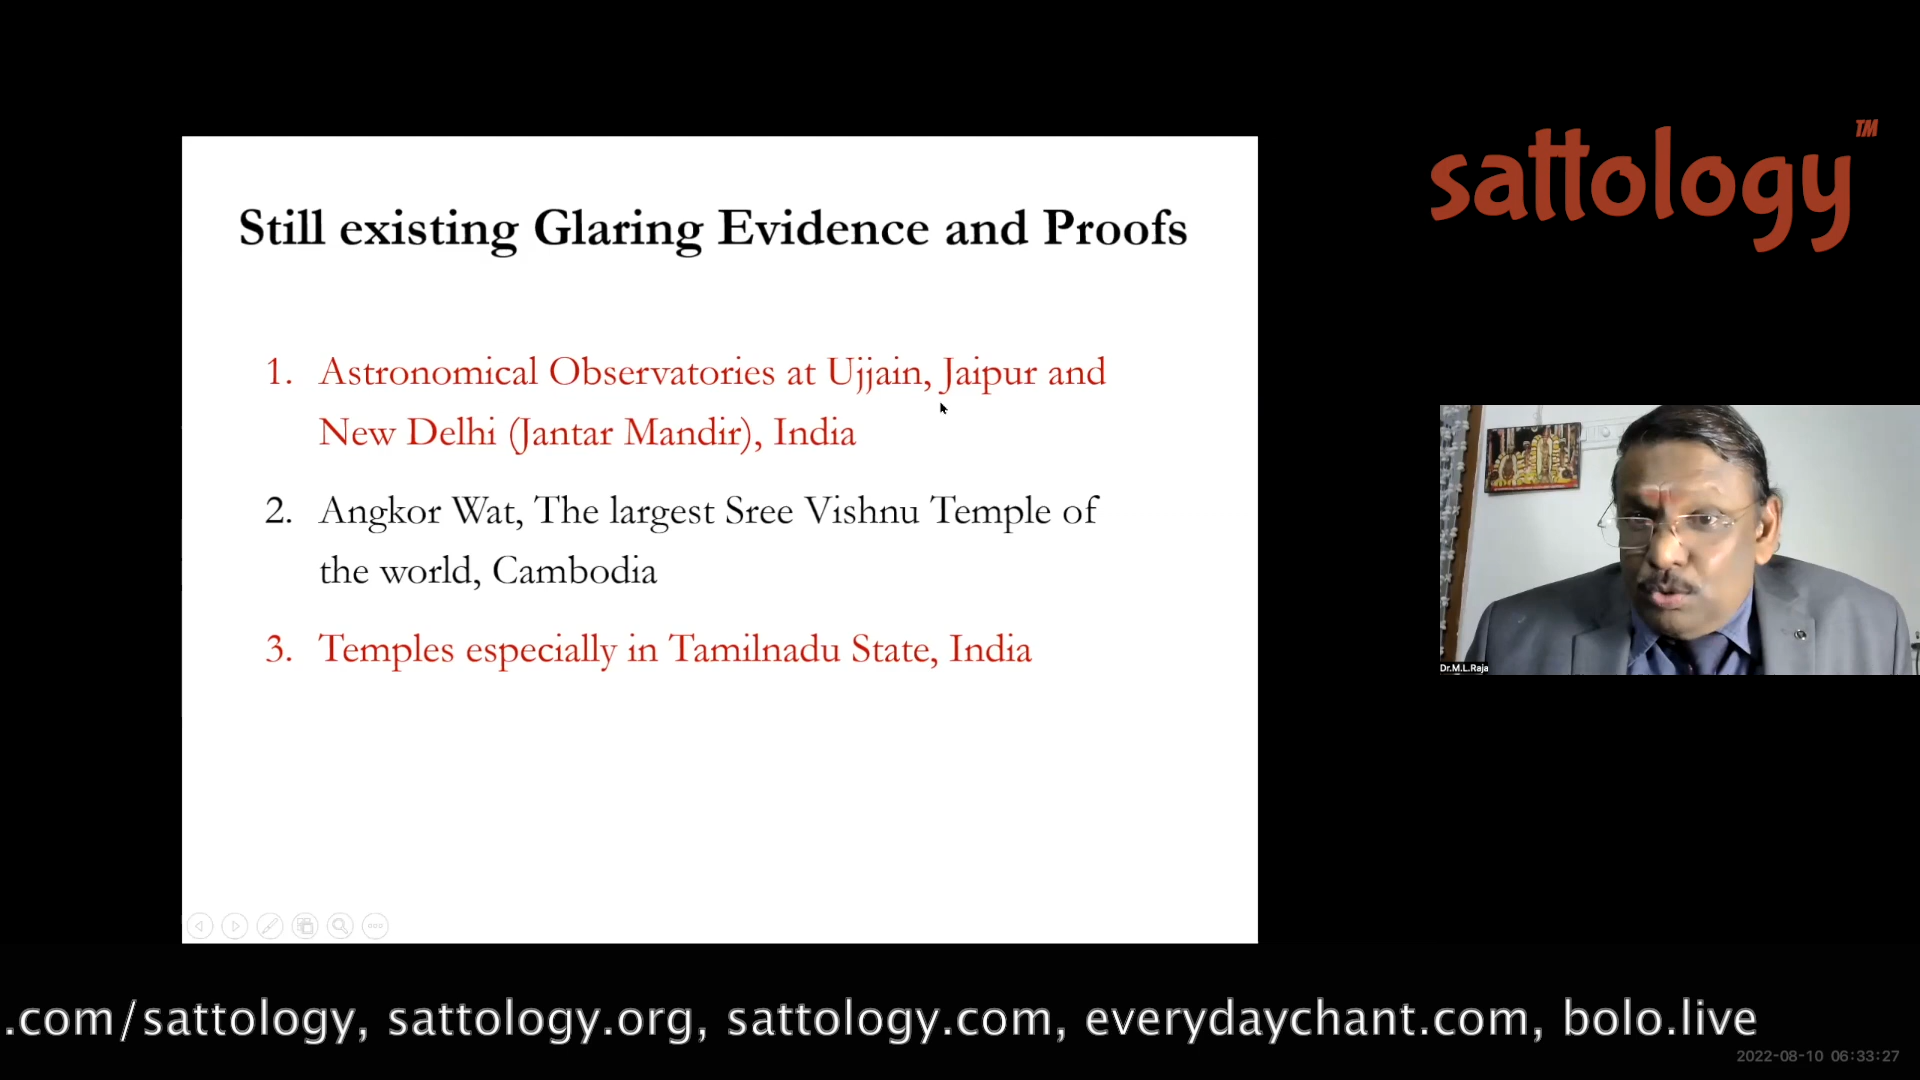 sattology™
Still existing Glaring Evidence and Proofs
1. Astronomical Observatories at Ujjain, Jaipur and
New Delhi (Jantar Mandir), India
2. Angkor Wat, The largest Sree Vishnu Temple of
the world, Cambodia
3. Temples especially in Tamilnadu State, India
Dr.M.L.Raja
.com/sattology, sattology.org, sattology.com, everydaychant.com, bolo.live
2022-08-10 06:33:27